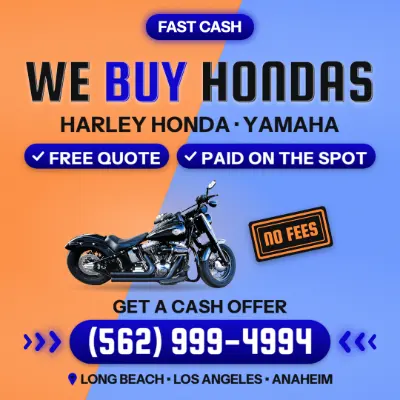 FAST CASH
WE BUY HONDAS
HARLEY HONDA · YAMAHA
✓ FREE QUOTE ✓ PAID ON THE SPOT
NO FEES
GET A CASH OFFER
››› (562) 999-4994 ‹‹‹
LONG BEACH • LOS ANGELES • ANAHEIM